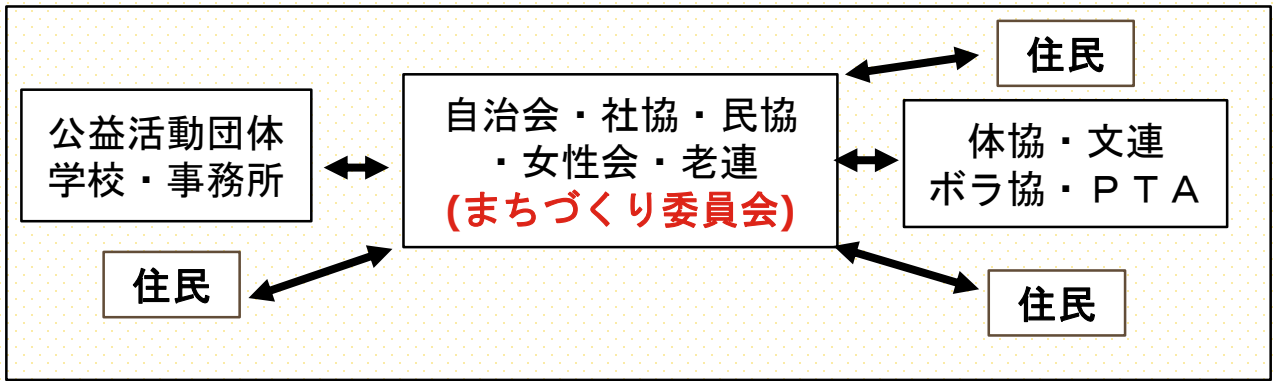 公益活動団体
学校・事務所
自治会・社協・民協
・女性会・老連
(まちづくり委員会)
住民
体協・文連
ボラ協・ＰＴＡ
住民
住民